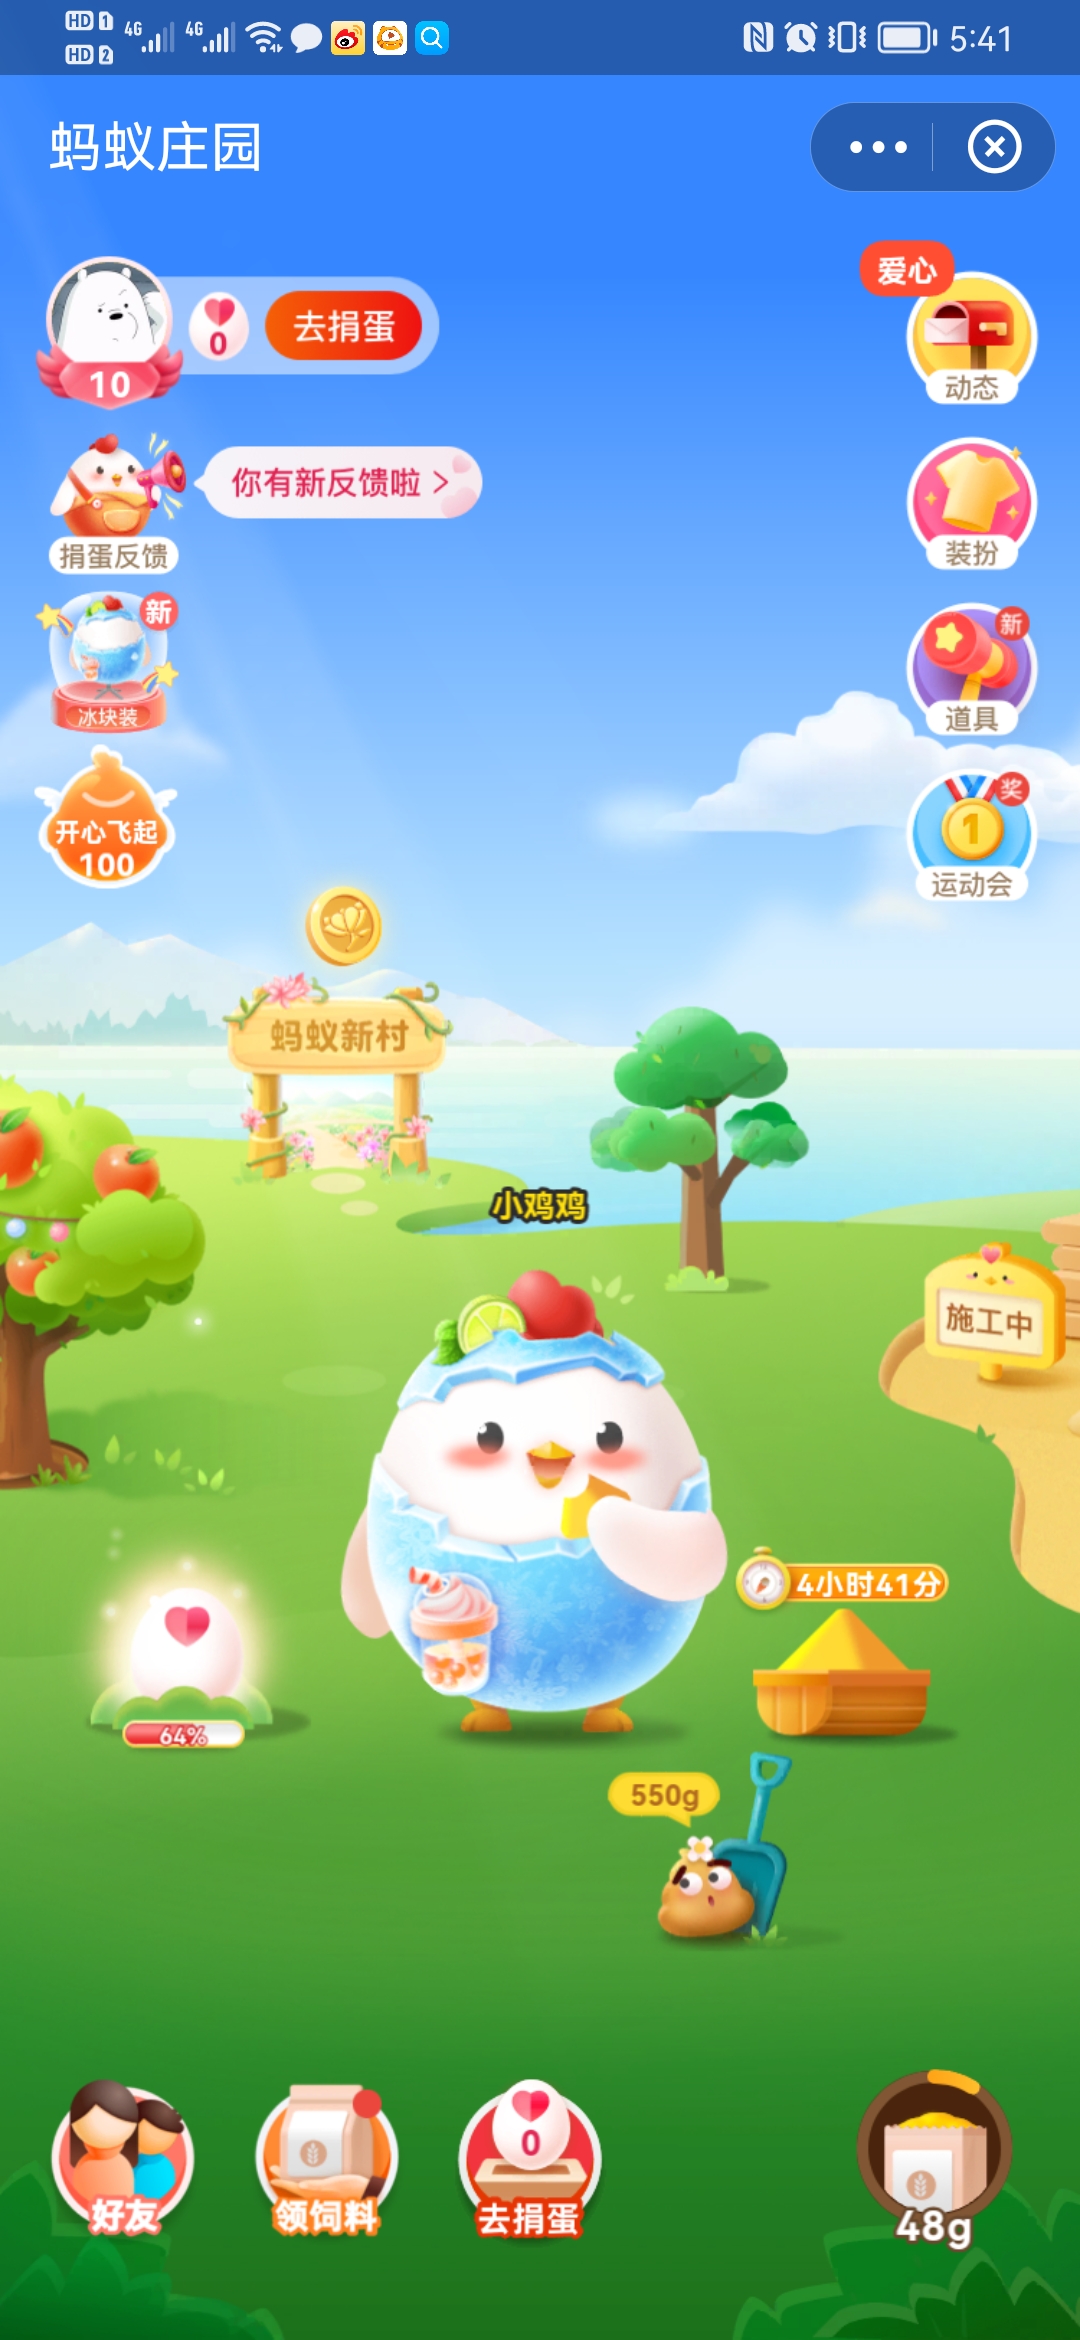 HD 1
HD 2
4G
4G
5:41
蚂蚁庄园
爱心
动态
10
0
去捐蛋
你有新反馈啦 >
捐蛋反馈
装扮
新
冰块装
新
道具
开心飞起
100
奖
1
运动会
蚂蚁新村
小鸡鸡
施工中
4小时41分
64%
550g
好友
领饲料
0
去捐蛋
48g